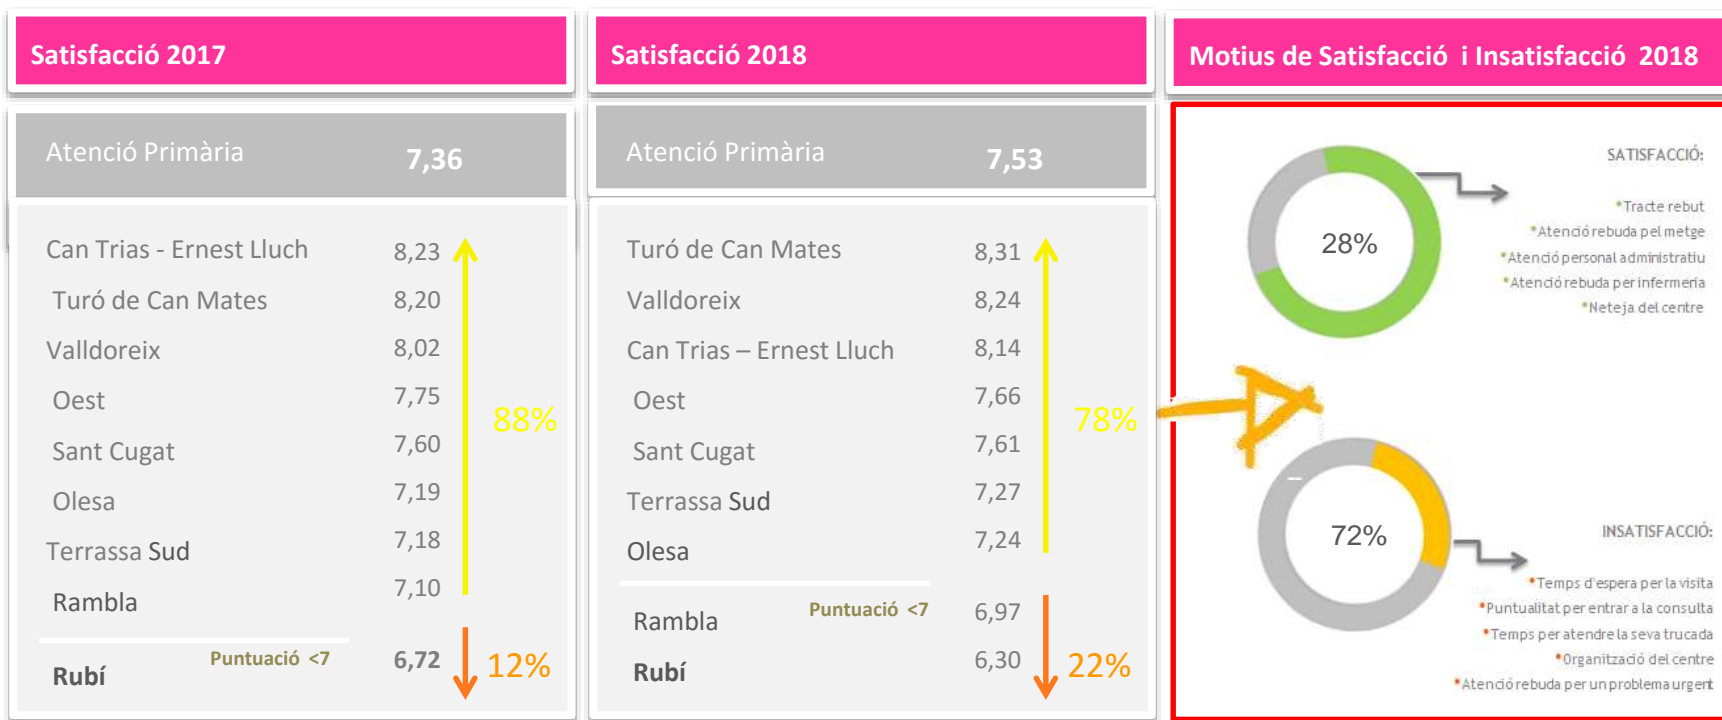 Satisfacció 2017
Atenció Primària 7,36
Can Trias - Ernest Lluch 8,23
Turó de Can Mates 8,20
Valldoreix 8,02
Oest 7,75
Sant Cugat 7,60
Olesa 7,19
Terrassa Sud 7,18
Rambla 7,10
88%
Puntuació <7
Rubí 6,72
12%
Satisfacció 2018
Atenció Primària 7,53
Turó de Can Mates 8,31
Valldoreix 8,24
Can Trias – Ernest Lluch 8,14
Oest 7,66
Sant Cugat 7,61
Terrassa Sud 7,27
Olesa 7,24
78%
Rambla Puntuació <7 6,97
Rubí 6,30
22%
Motius de Satisfacció i Insatisfacció 2018
28%
SATISFACCIÓ:
*Tracte rebut
*Atenció rebuda pel metge
*Atenció personal administratiu
*Atenció rebuda per infermeria
*Neteja del centre
72%
INSATISFACCIÓ:
*Temps d'espera per la visita
*Puntualitat per entrar a la consulta
*Temps per atendre la seva trucada
*Organització del centre
*Atenció rebuda per un problema urgent